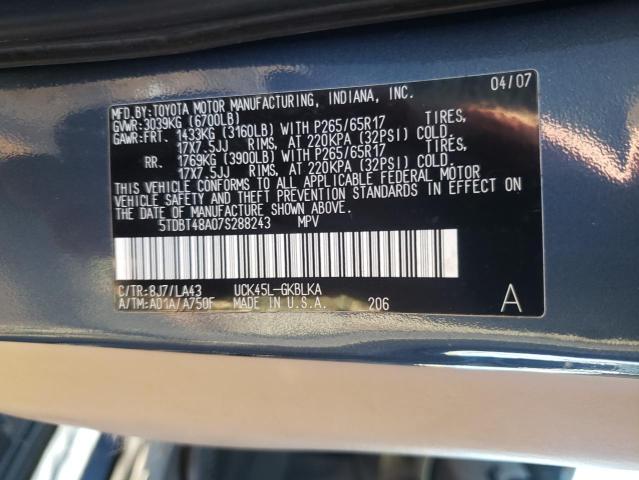 MFD.BY:TOYOTA MOTOR MANUFACTURING, INDIANA, INC. 04/07
GVWR:3039KG (6700LB)
GAWR:FRT. 1433KG (3160LB) WITH P265/65R17 TIRES,
17X7.5JJ RIMS, AT 220KPA (32PSI) COLD.
RR. 1769KG (3900LB) WITH P265/65R17 TIRES,
17X7.5JJ RIMS, AT 220KPA (32PSI) COLD.
THIS VEHICLE CONFORMS TO ALL APPLICABLE FEDERAL MOTOR
VEHICLE SAFETY AND THEFT PREVENTION STANDARDS IN EFFECT
ON THE DATE OF MANUFACTURE SHOWN ABOVE.
5TDBT48A07S288243 MPV
C/TR:8J7/LA43 UCK45L-GKBLKA
A/TM:A01A/A750F MADE IN U.S.A. 206 A